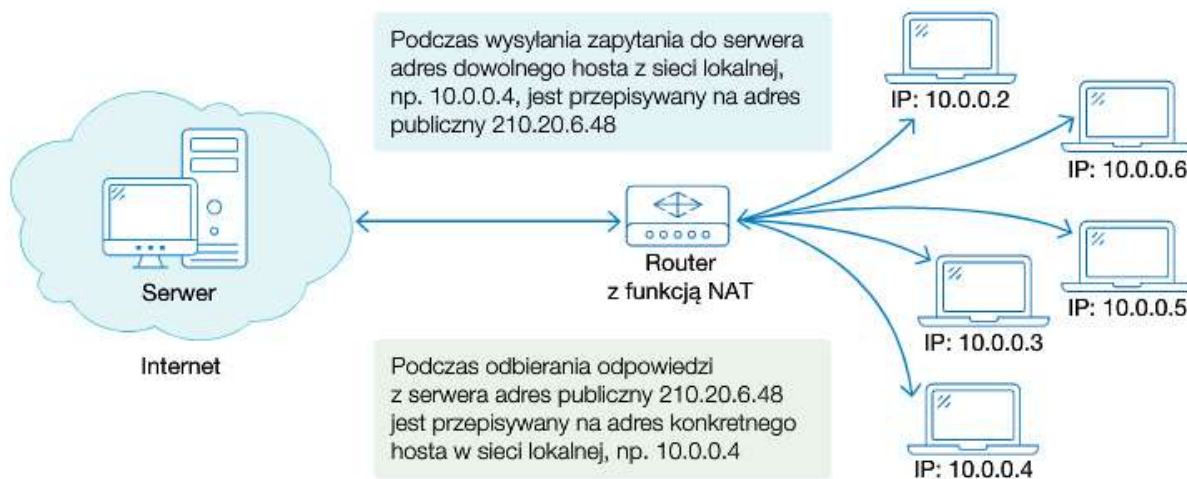 Podczas wysyłania zapytania do serwera
adres dowolnego hosta z sieci lokalnej,
np. 10.0.0.4, jest przepisywany na adres
publiczny 210.20.6.48
IP: 10.0.0.2
IP: 10.0.0.6
Serwer
Router
z funkcją NAT
IP: 10.0.0.5
IP: 10.0.0.3
Internet
Podczas odbierania odpowiedzi
z serwera adres publiczny 210.20.6.48
jest przepisywany na adres konkretnego
hosta w sieci lokalnej, np. 10.0.0.4
IP: 10.0.0.4